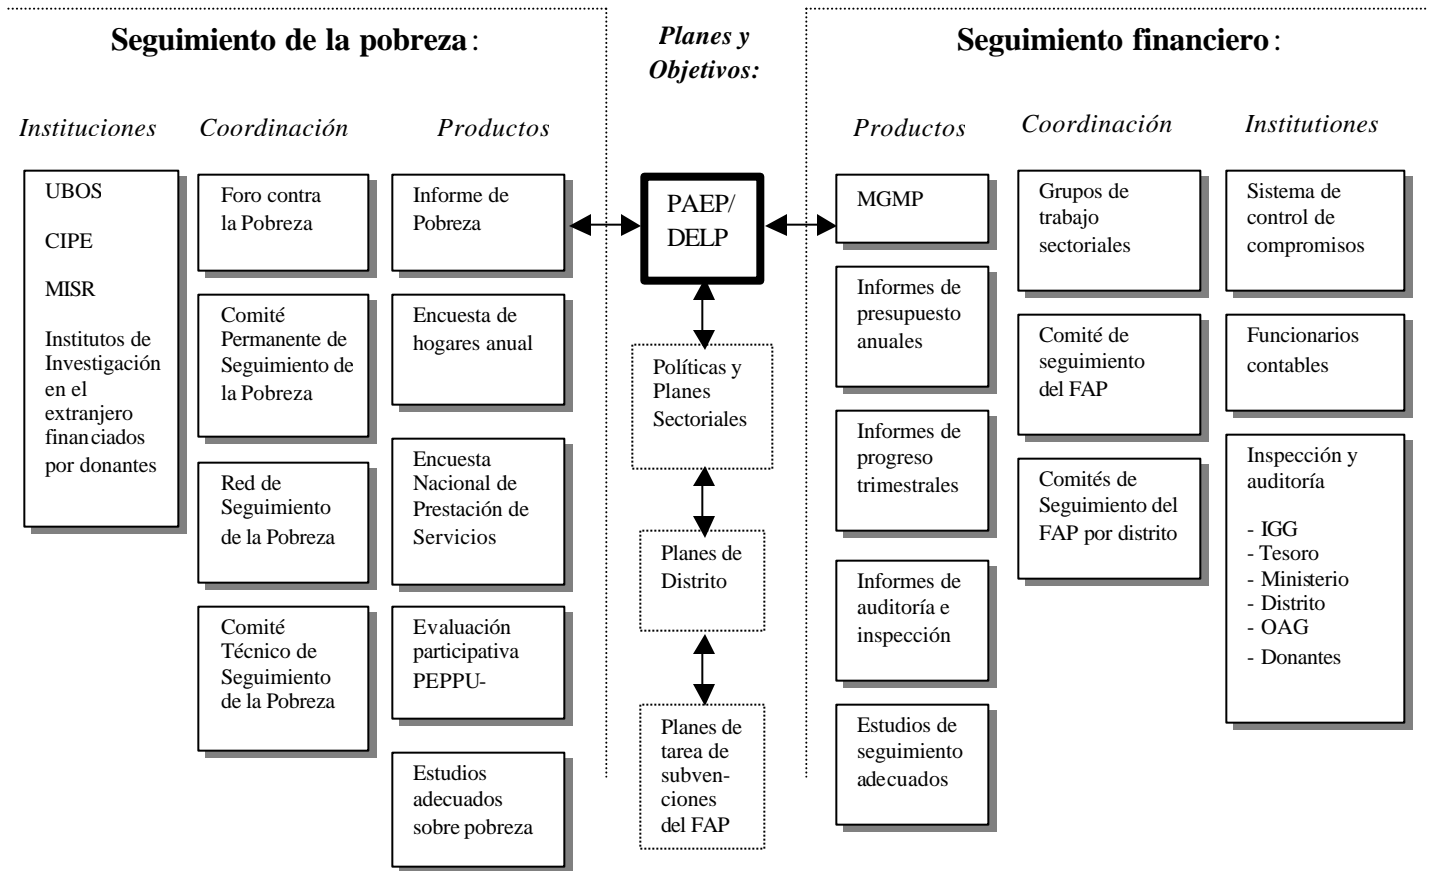 Seguimiento de la pobreza:
Planes y
Objetivos:
Seguimiento financiero:
Instituciones
Coordinación
Productos
Productos
Coordinación
Institutiones
UBOS
CIPE
MISR
Institutos de
Investigación
en el
extranjero
financiados
por donantes
Foro contra
la Pobreza
Comité
Permanente de
Seguimiento de
la Pobreza
Red de
Seguimiento
de la Pobreza
Comité
Técnico de
Seguimiento
de la Pobreza
Informe de
Pobreza
Encuesta de
hogares anual
Encuesta
Nacional de
Prestación de
Servicios
Evaluación
participativa
PEPPU-
Estudios
adecuados
sobre pobreza
PAEP/
DELP
Políticas y
Planes
Sectoriales
Planes de
Distrito
Planes de
tarea de
subven-
ciones
del FAP
MGMP
Informes de
presupuesto
anuales
Informes de
progreso
trimestrales
Informes de
auditoría e
inspección
Estudios de
seguimiento
adecuados
Grupos de
trabajo
sectoriales
Comité de
seguimiento
del FAP
Comités de
Seguimiento del
FAP por distrito
Sistema de
control de
compromisos
Funcionarios
contables
Inspección y
auditoría
- IGG
- Tesoro
- Ministerio
- Distrito
- OAG
- Donantes